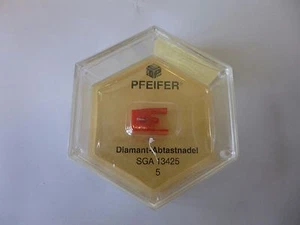 PFEIFER
Diamant-Abtastnadel
SGA 13425
5